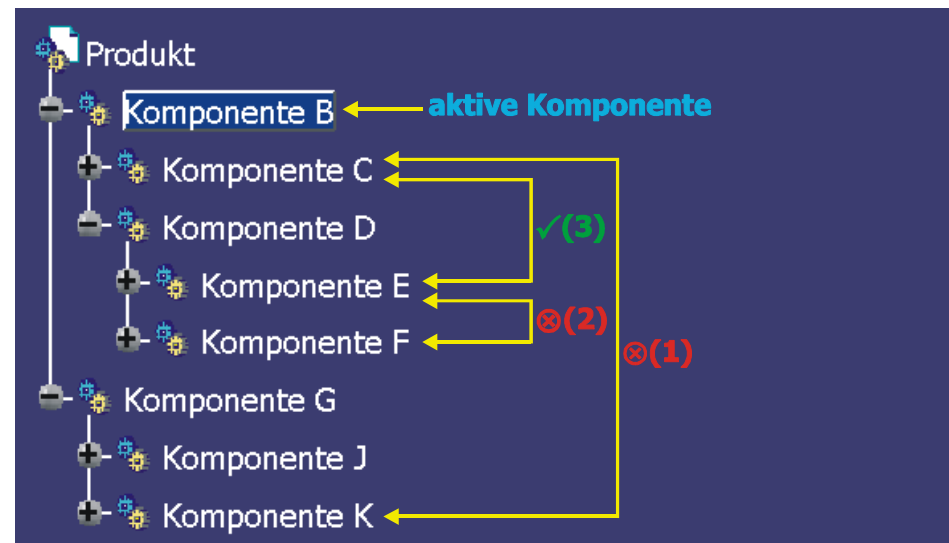 Produkt
Komponente B aktive Komponente
Komponente C
Komponente D ✓(3)
Komponente E
⊗(2)
Komponente F
⊗(1)
Komponente G
Komponente J
Komponente K